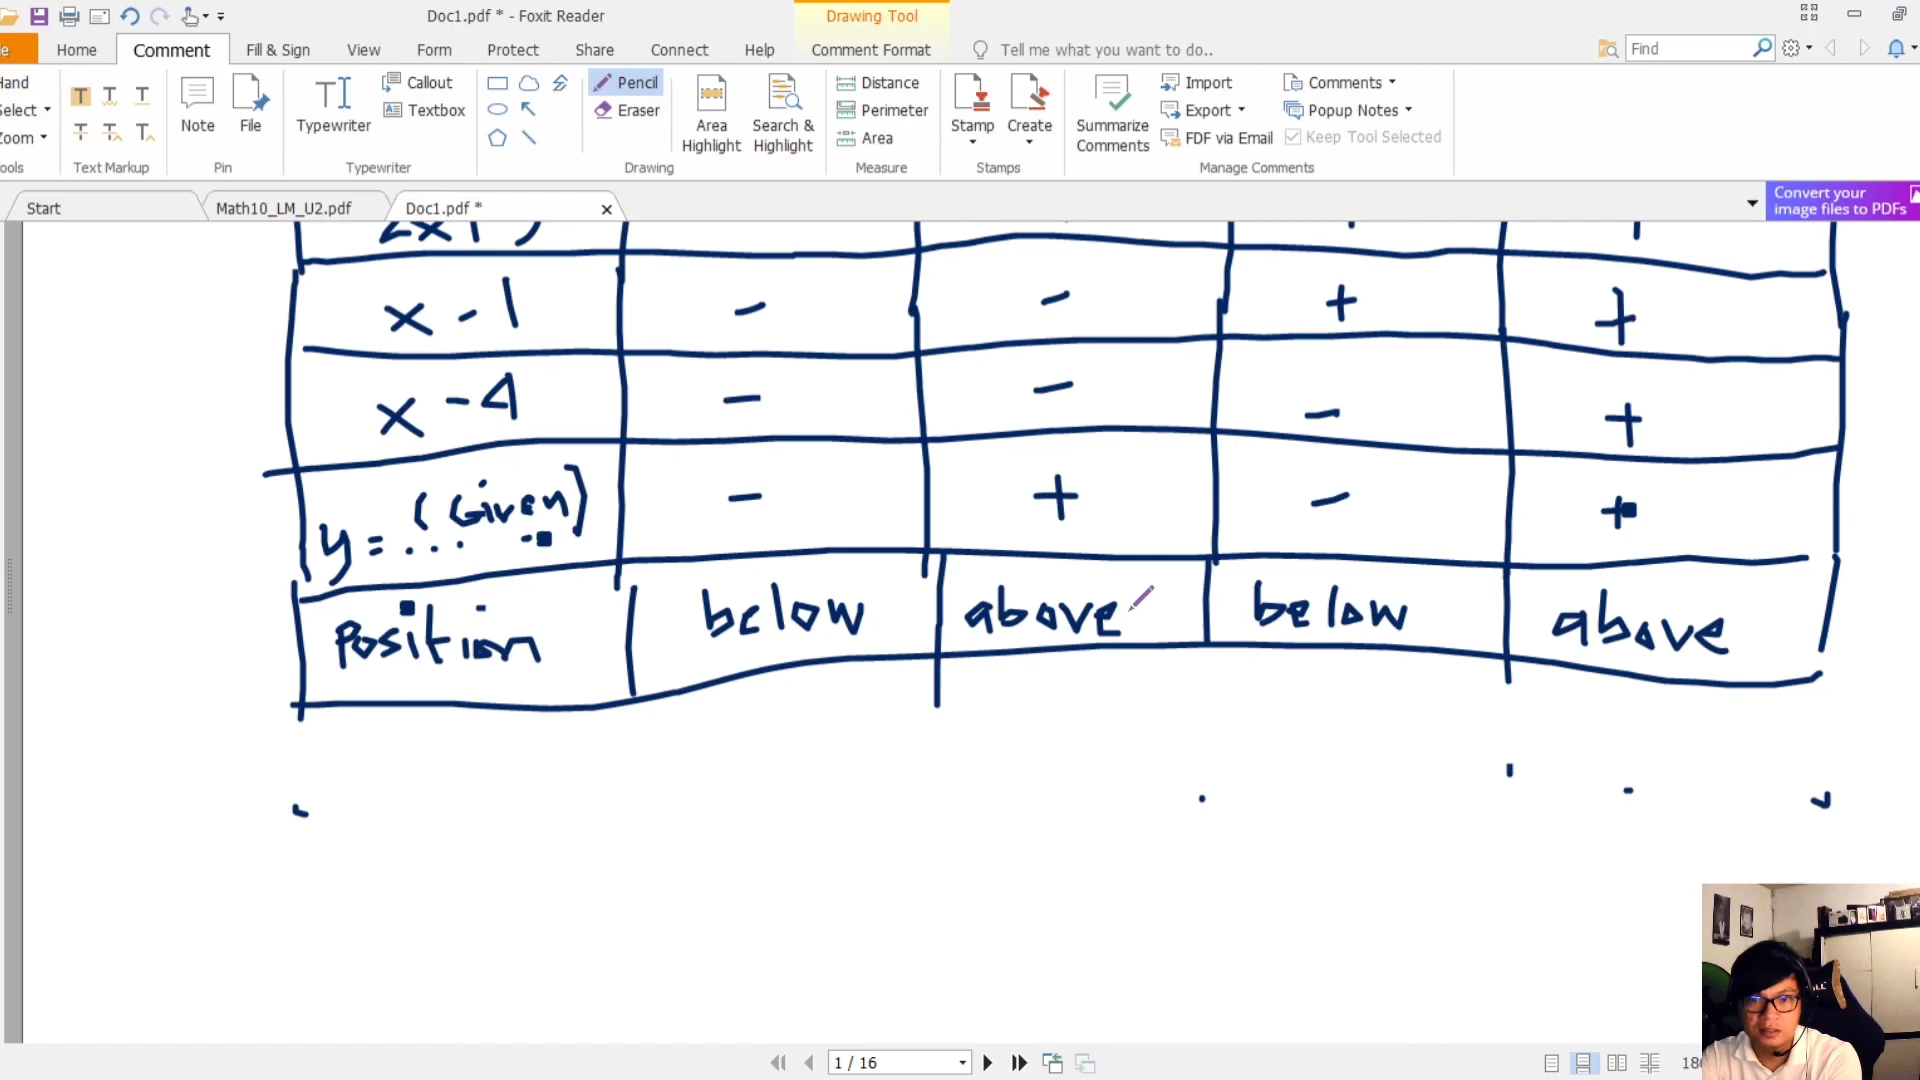 Doc1.pdf * - Foxit Reader
Drawing Tool
Home Comment Fill & Sign View Form Protect Share Connect Help Comment Format Tell me what you want to do.. Find
Distance Import Comments
Callout Pencil
Perimeter Export Popup Notes
Textbox Eraser
Note File Typewriter Area Highlight Search & Highlight Area Stamp Create Summarize Comments FDF via Email Keep Tool Selected
Text Markup Pin Typewriter Drawing Measure Stamps Manage Comments
Start Math10_LM_U2.pdf Doc1.pdf *
Convert your
image files to PDFs
x - 1 - - + +
x - 4 - - - +
(Given)
y = ... - + - +
Position below above below above
1 / 16